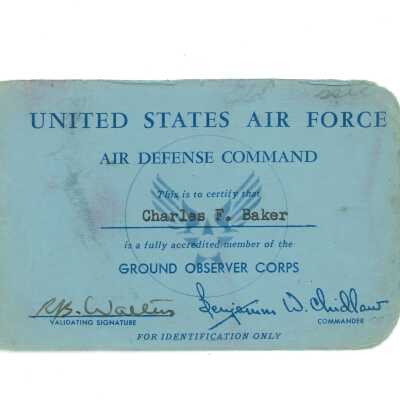 UNITED STATES AIR FORCE
AIR DEFENSE COMMAND
This is to certify that
Charles F. Baker
is a fully accredited member of the
GROUND OBSERVER CORPS
R.B. Walters Benjamin W. Chidlaw
VALIDATING SIGNATURE COMMANDER
FOR IDENTIFICATION ONLY